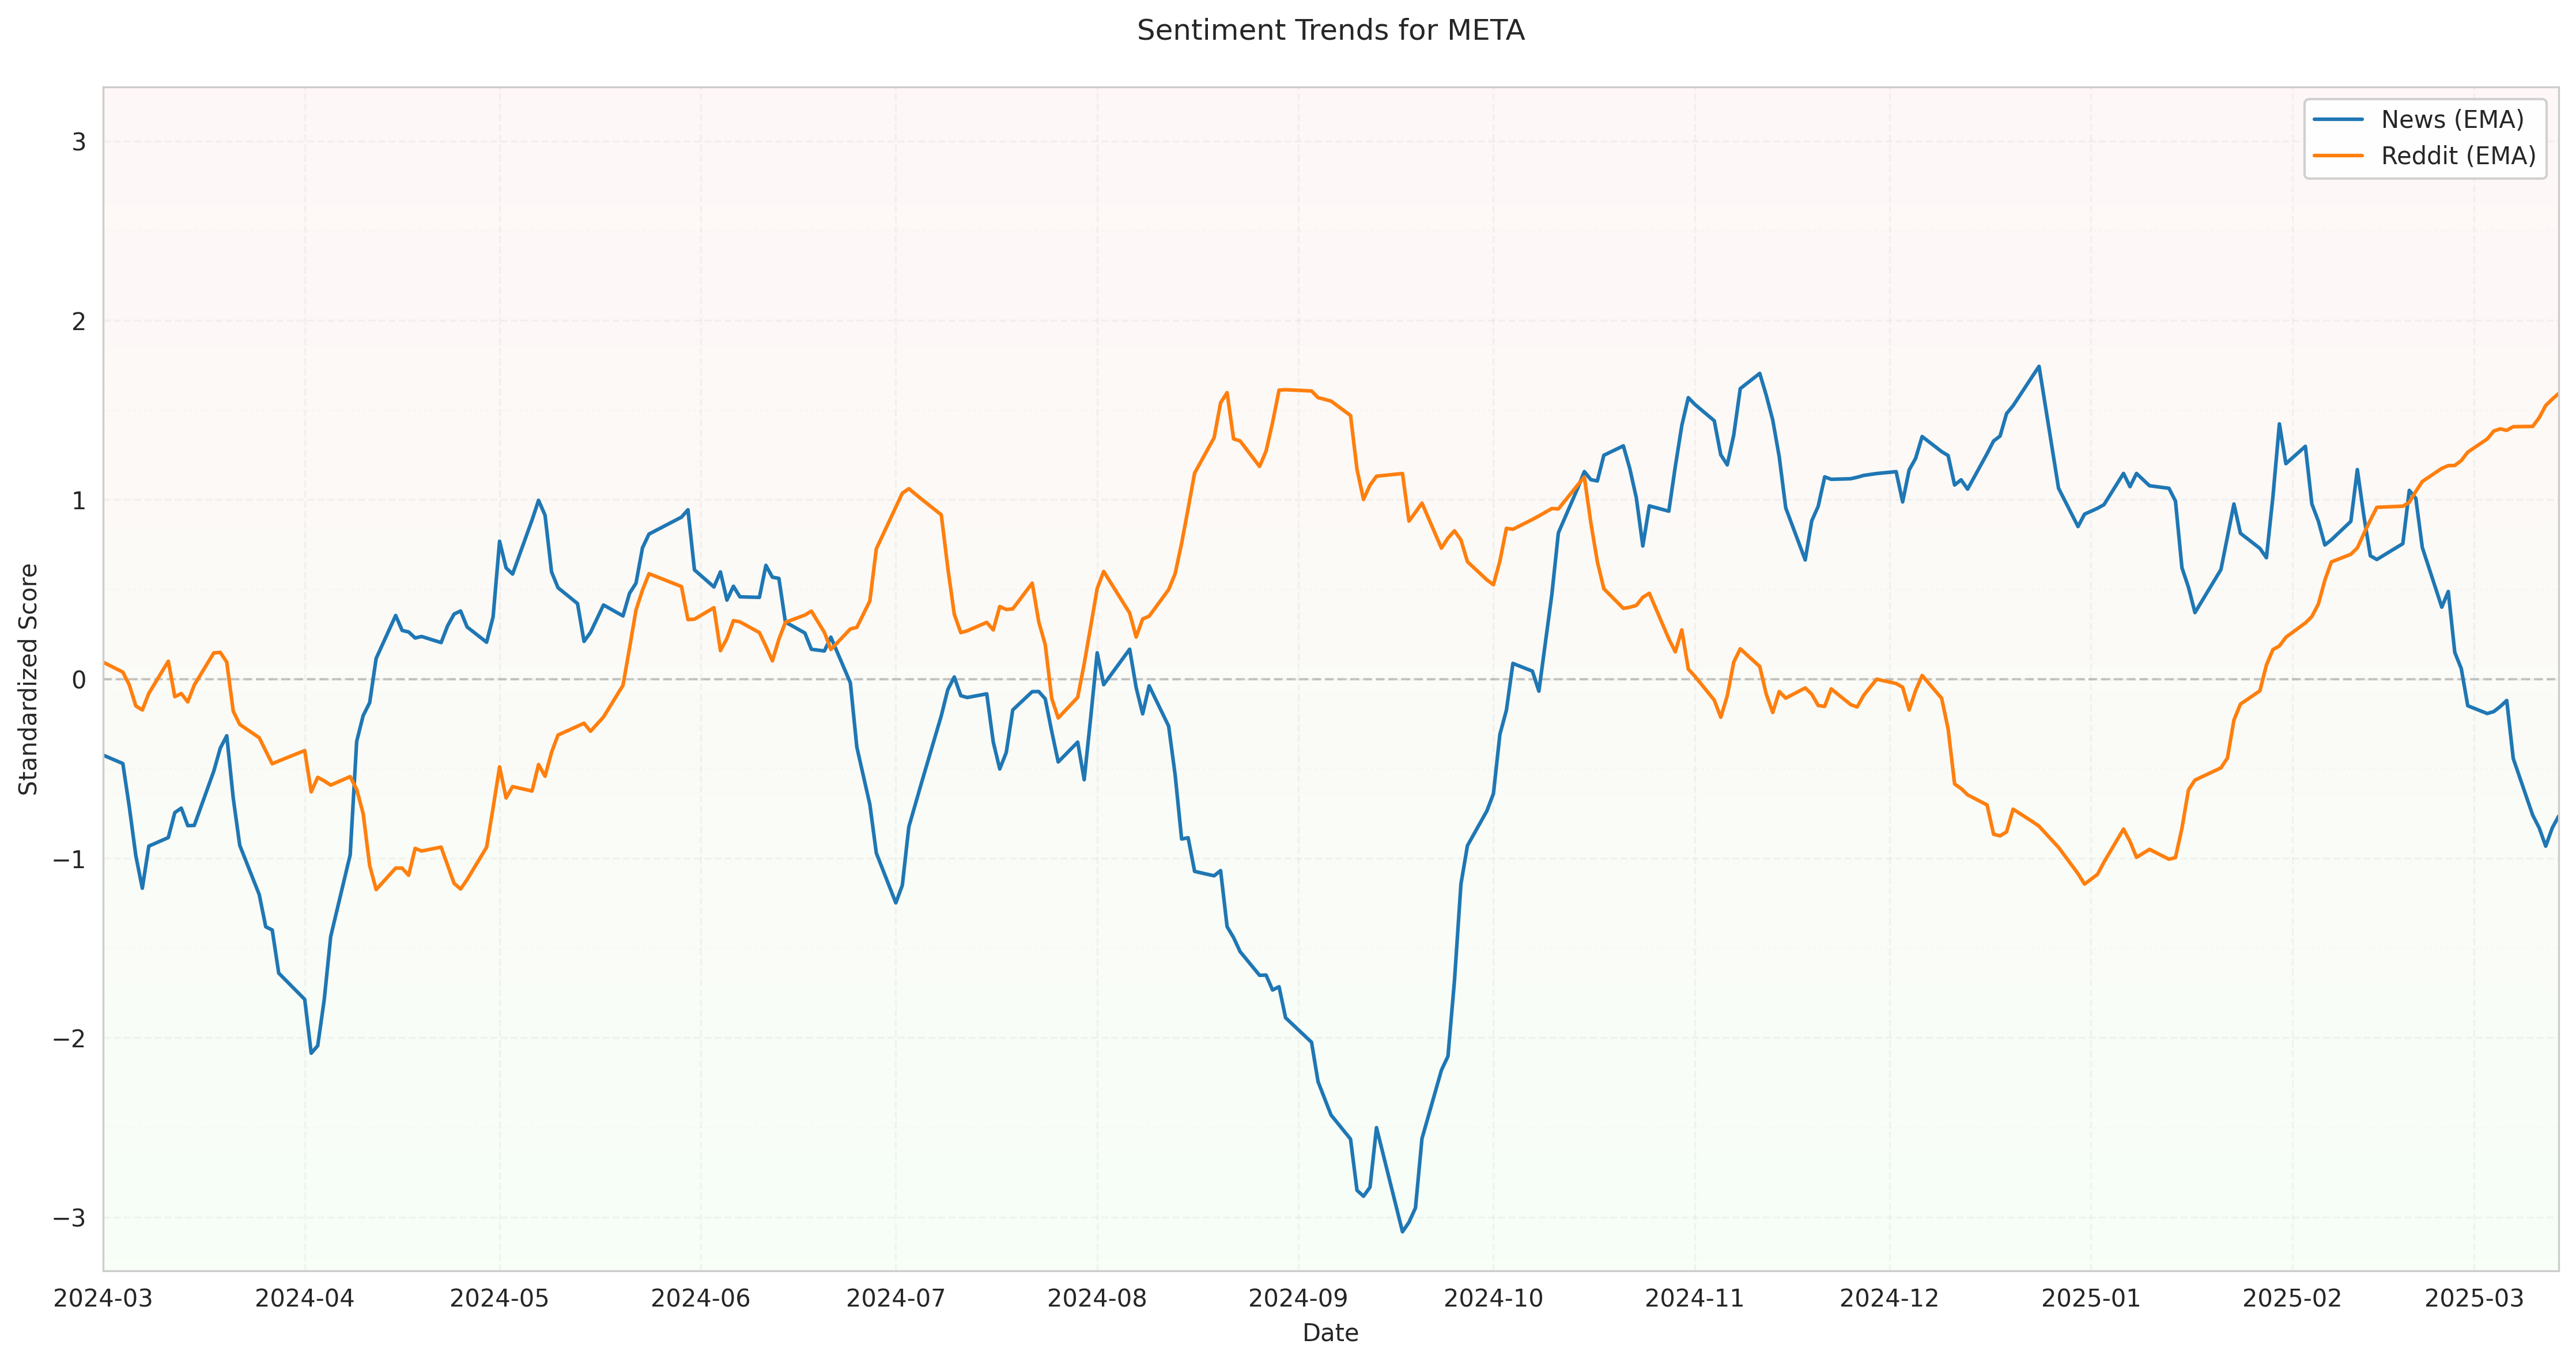 Sentiment Trends for META
News (EMA)
Reddit (EMA)
3
2
1
0
−1
−2
−3
Standardized Score
2024-03 2024-04 2024-05 2024-06 2024-07 2024-08 2024-09 2024-10 2024-11 2024-12 2025-01 2025-02 2025-03
Date